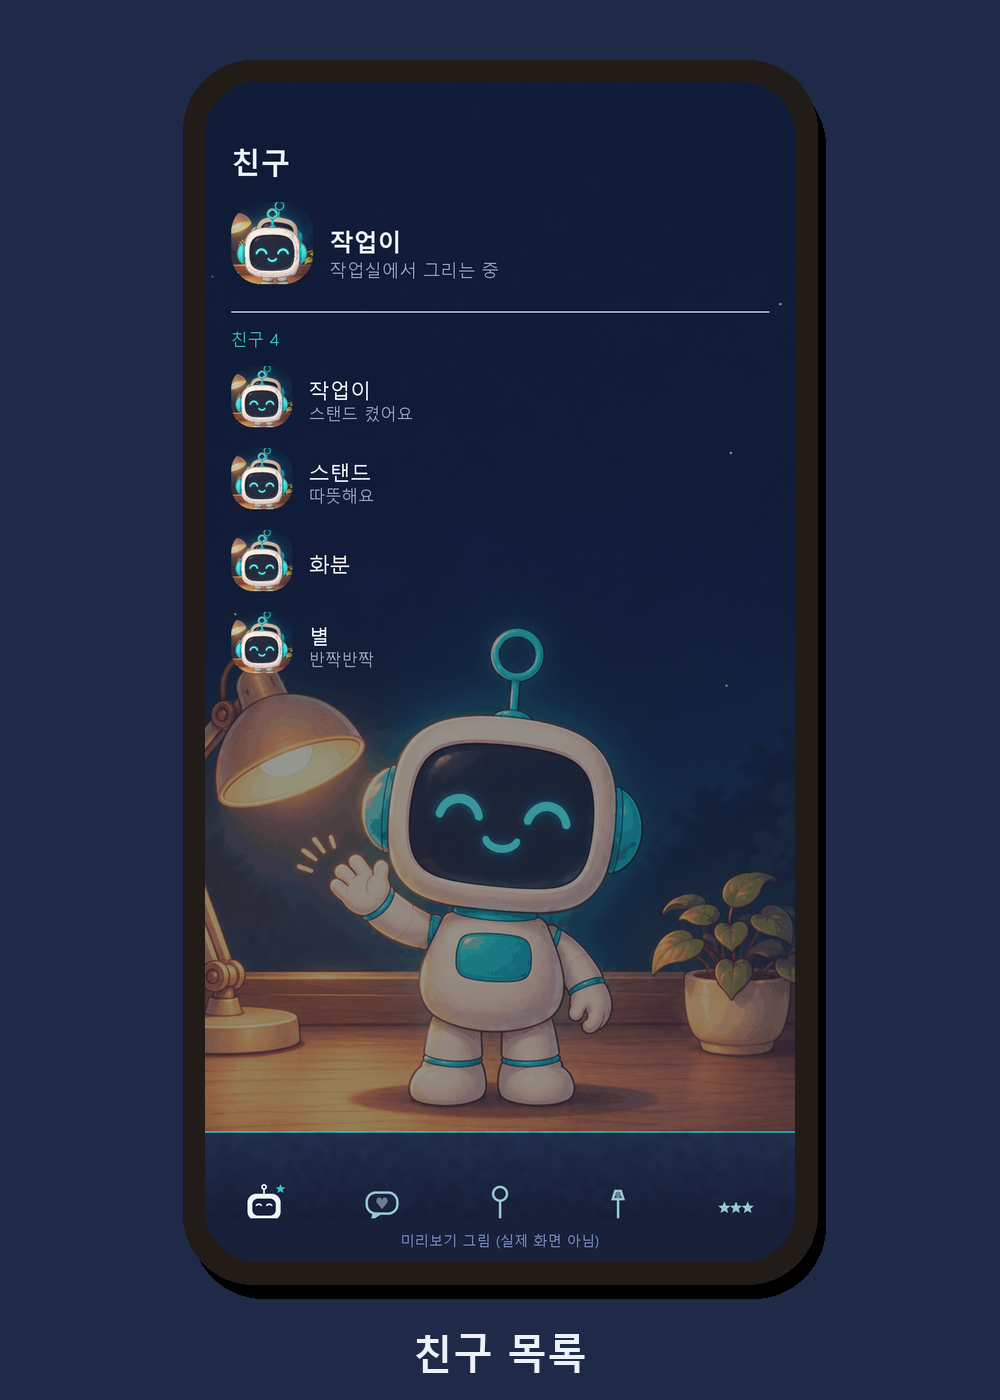 친구
작업이
작업실에서 그리는 중
친구 4
작업이
스탠드 켰어요
스탠드
따뜻해요
화분
별
반짝반짝
미리보기 그림 (실제 화면 아님)
친구 목록